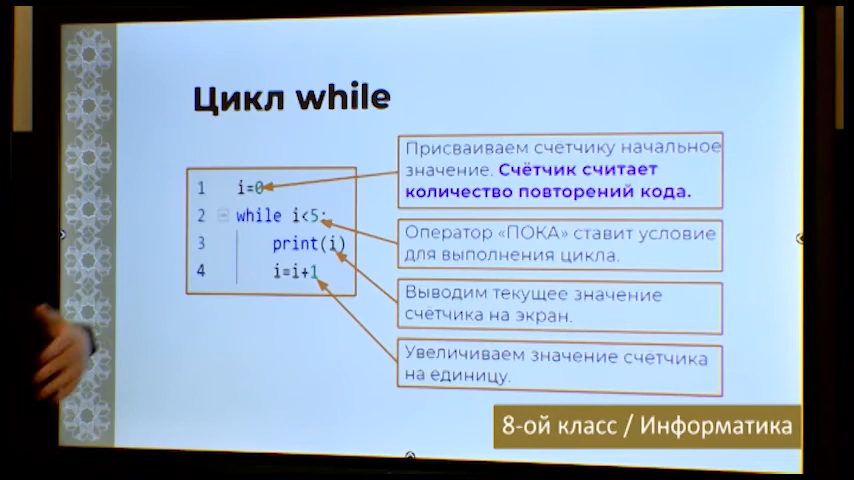 Цикл while
1 i=0
2 while i<5:
3 print(i)
4 i=i+1
Присваиваем счетчику начальное
значение. Счётчик считает
количество повторений кода.
Оператор «ПОКА» ставит условие
для выполнения цикла.
Выводим текущее значение
счётчика на экран.
Увеличиваем значение счётчика
на единицу.
8-ой класс / Информатика